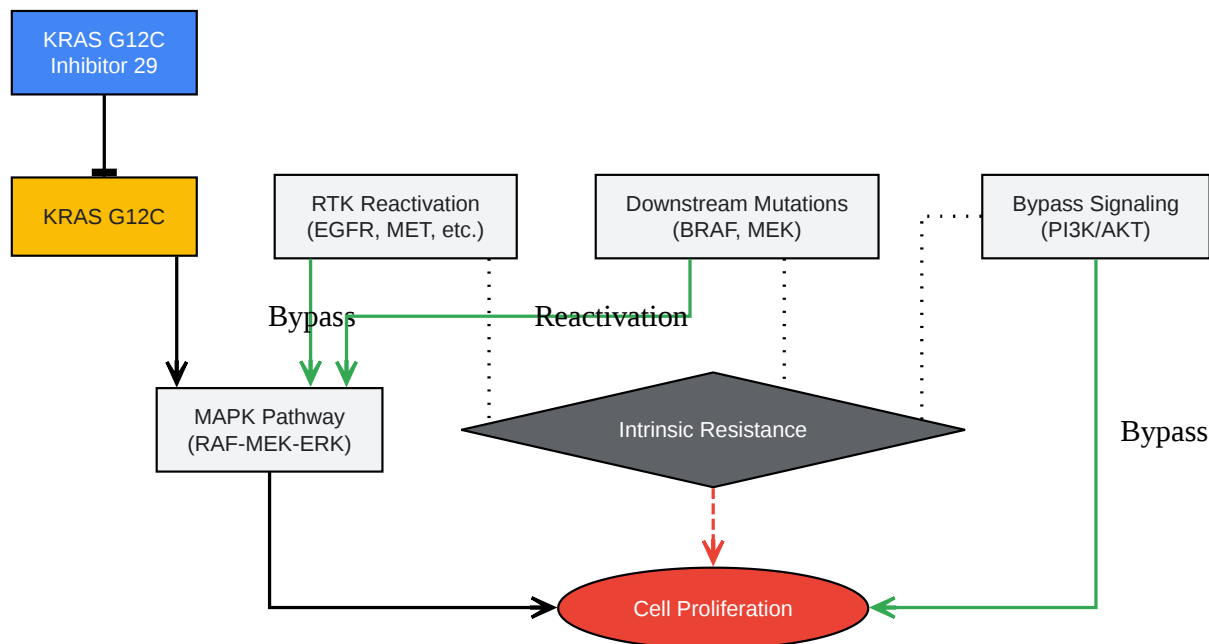 KRAS G12C
Inhibitor 29
KRAS G12C
RTK Reactivation
(EGFR, MET, etc.)
Downstream Mutations
(BRAF, MEK)
Bypass Signaling
(PI3K/AKT)
Bypass
Reactivation
MAPK Pathway
(RAF-MEK-ERK)
Intrinsic Resistance
Bypass
Cell Proliferation